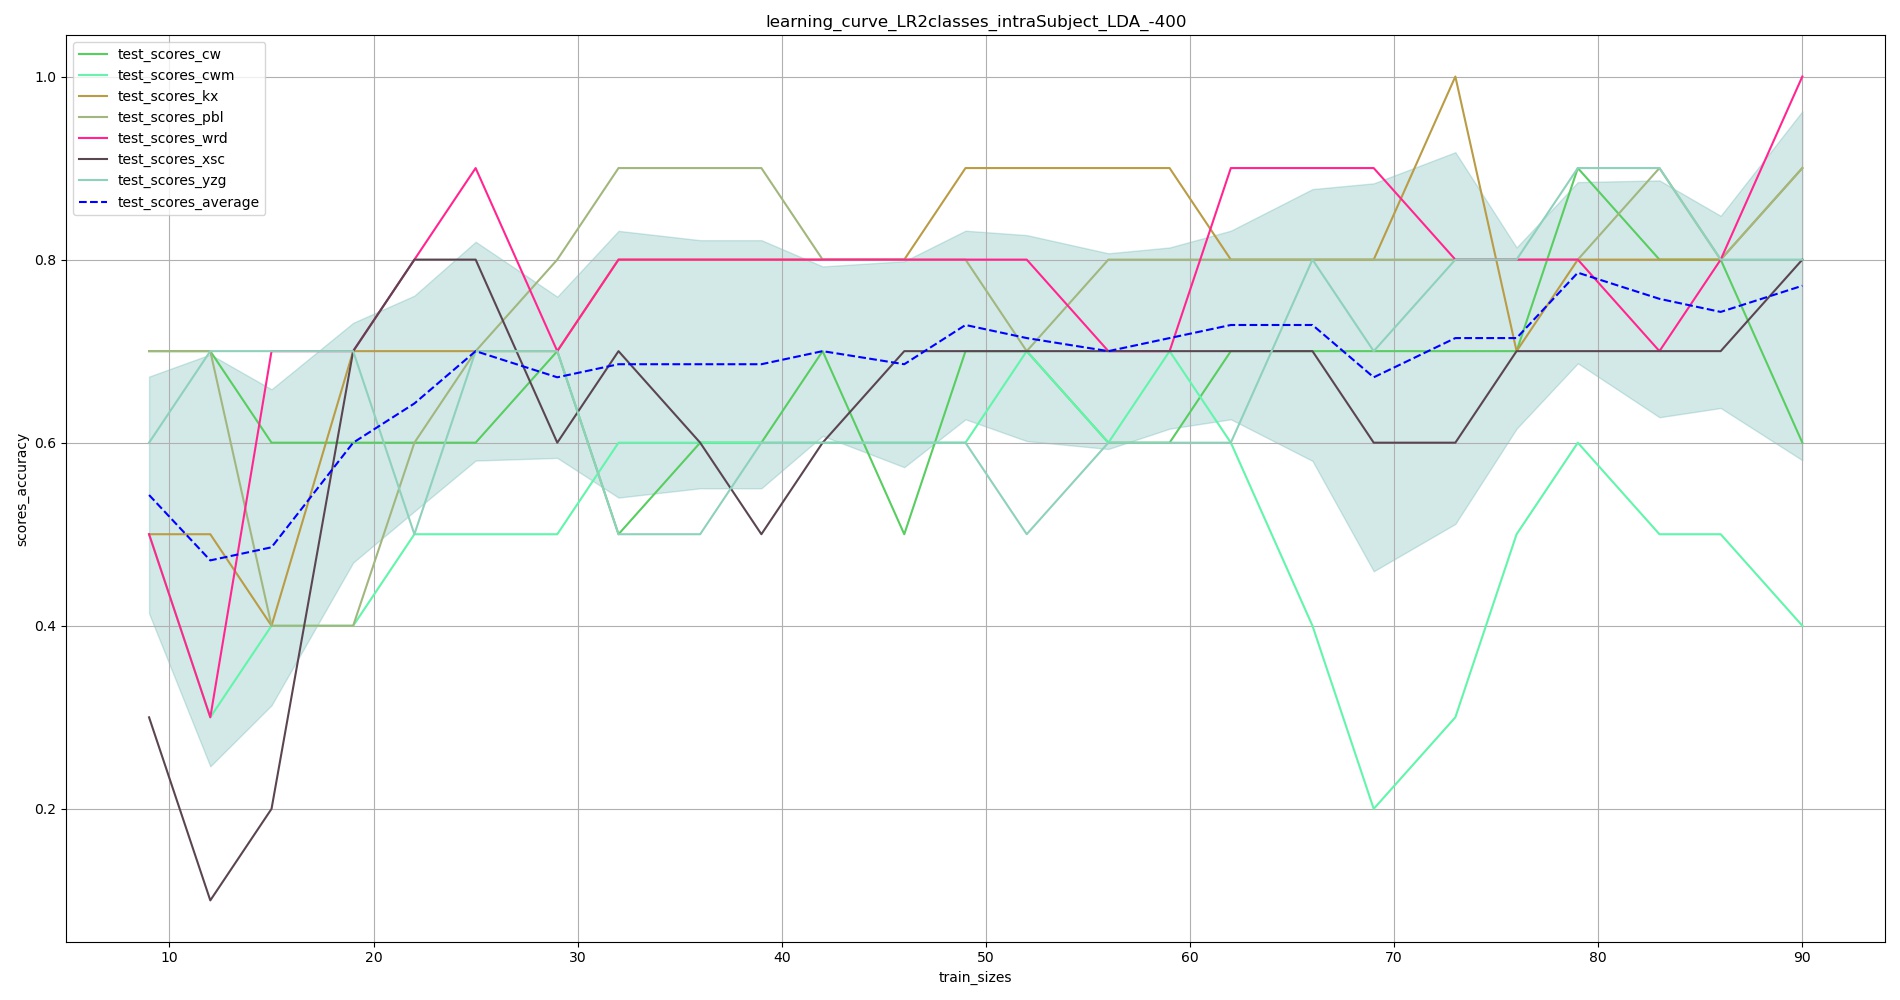 learning_curve_LR2classes_intraSubject_LDA_-400
test_scores_cw
test_scores_cwm
test_scores_kx
test_scores_pbl
test_scores_wrd
test_scores_xsc
test_scores_yzg
test_scores_average
scores_accuracy
1.0
0.8
0.6
0.4
0.2
10 20 30 40 50 60 70 80 90
train_sizes